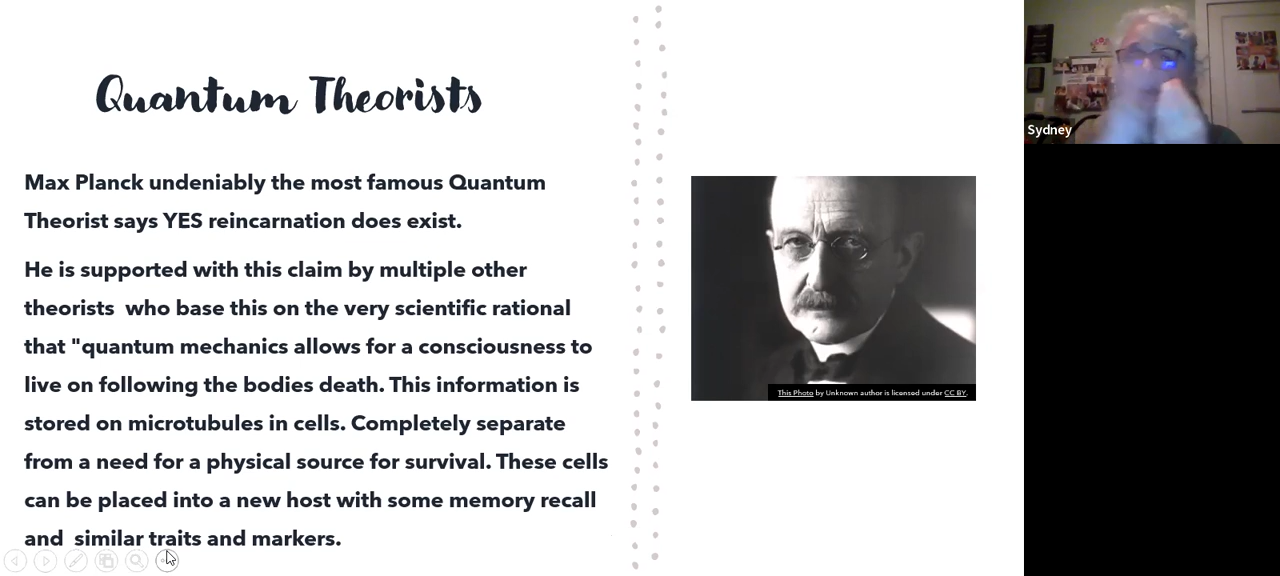 Quantum Theorists
Max Planck undeniably the most famous Quantum
Theorist says YES reincarnation does exist.
He is supported with this claim by multiple other
theorists  who base this on the very scientific rational
that "quantum mechanics allows for a consciousness to
live on following the bodies death. This information is
stored on microtubules in cells. Completely separate
from a need for a physical source for survival. These cells
can be placed into a new host with some memory recall
and  similar traits and markers.
This Photo by Unknown author is licensed under CC BY.
Sydney